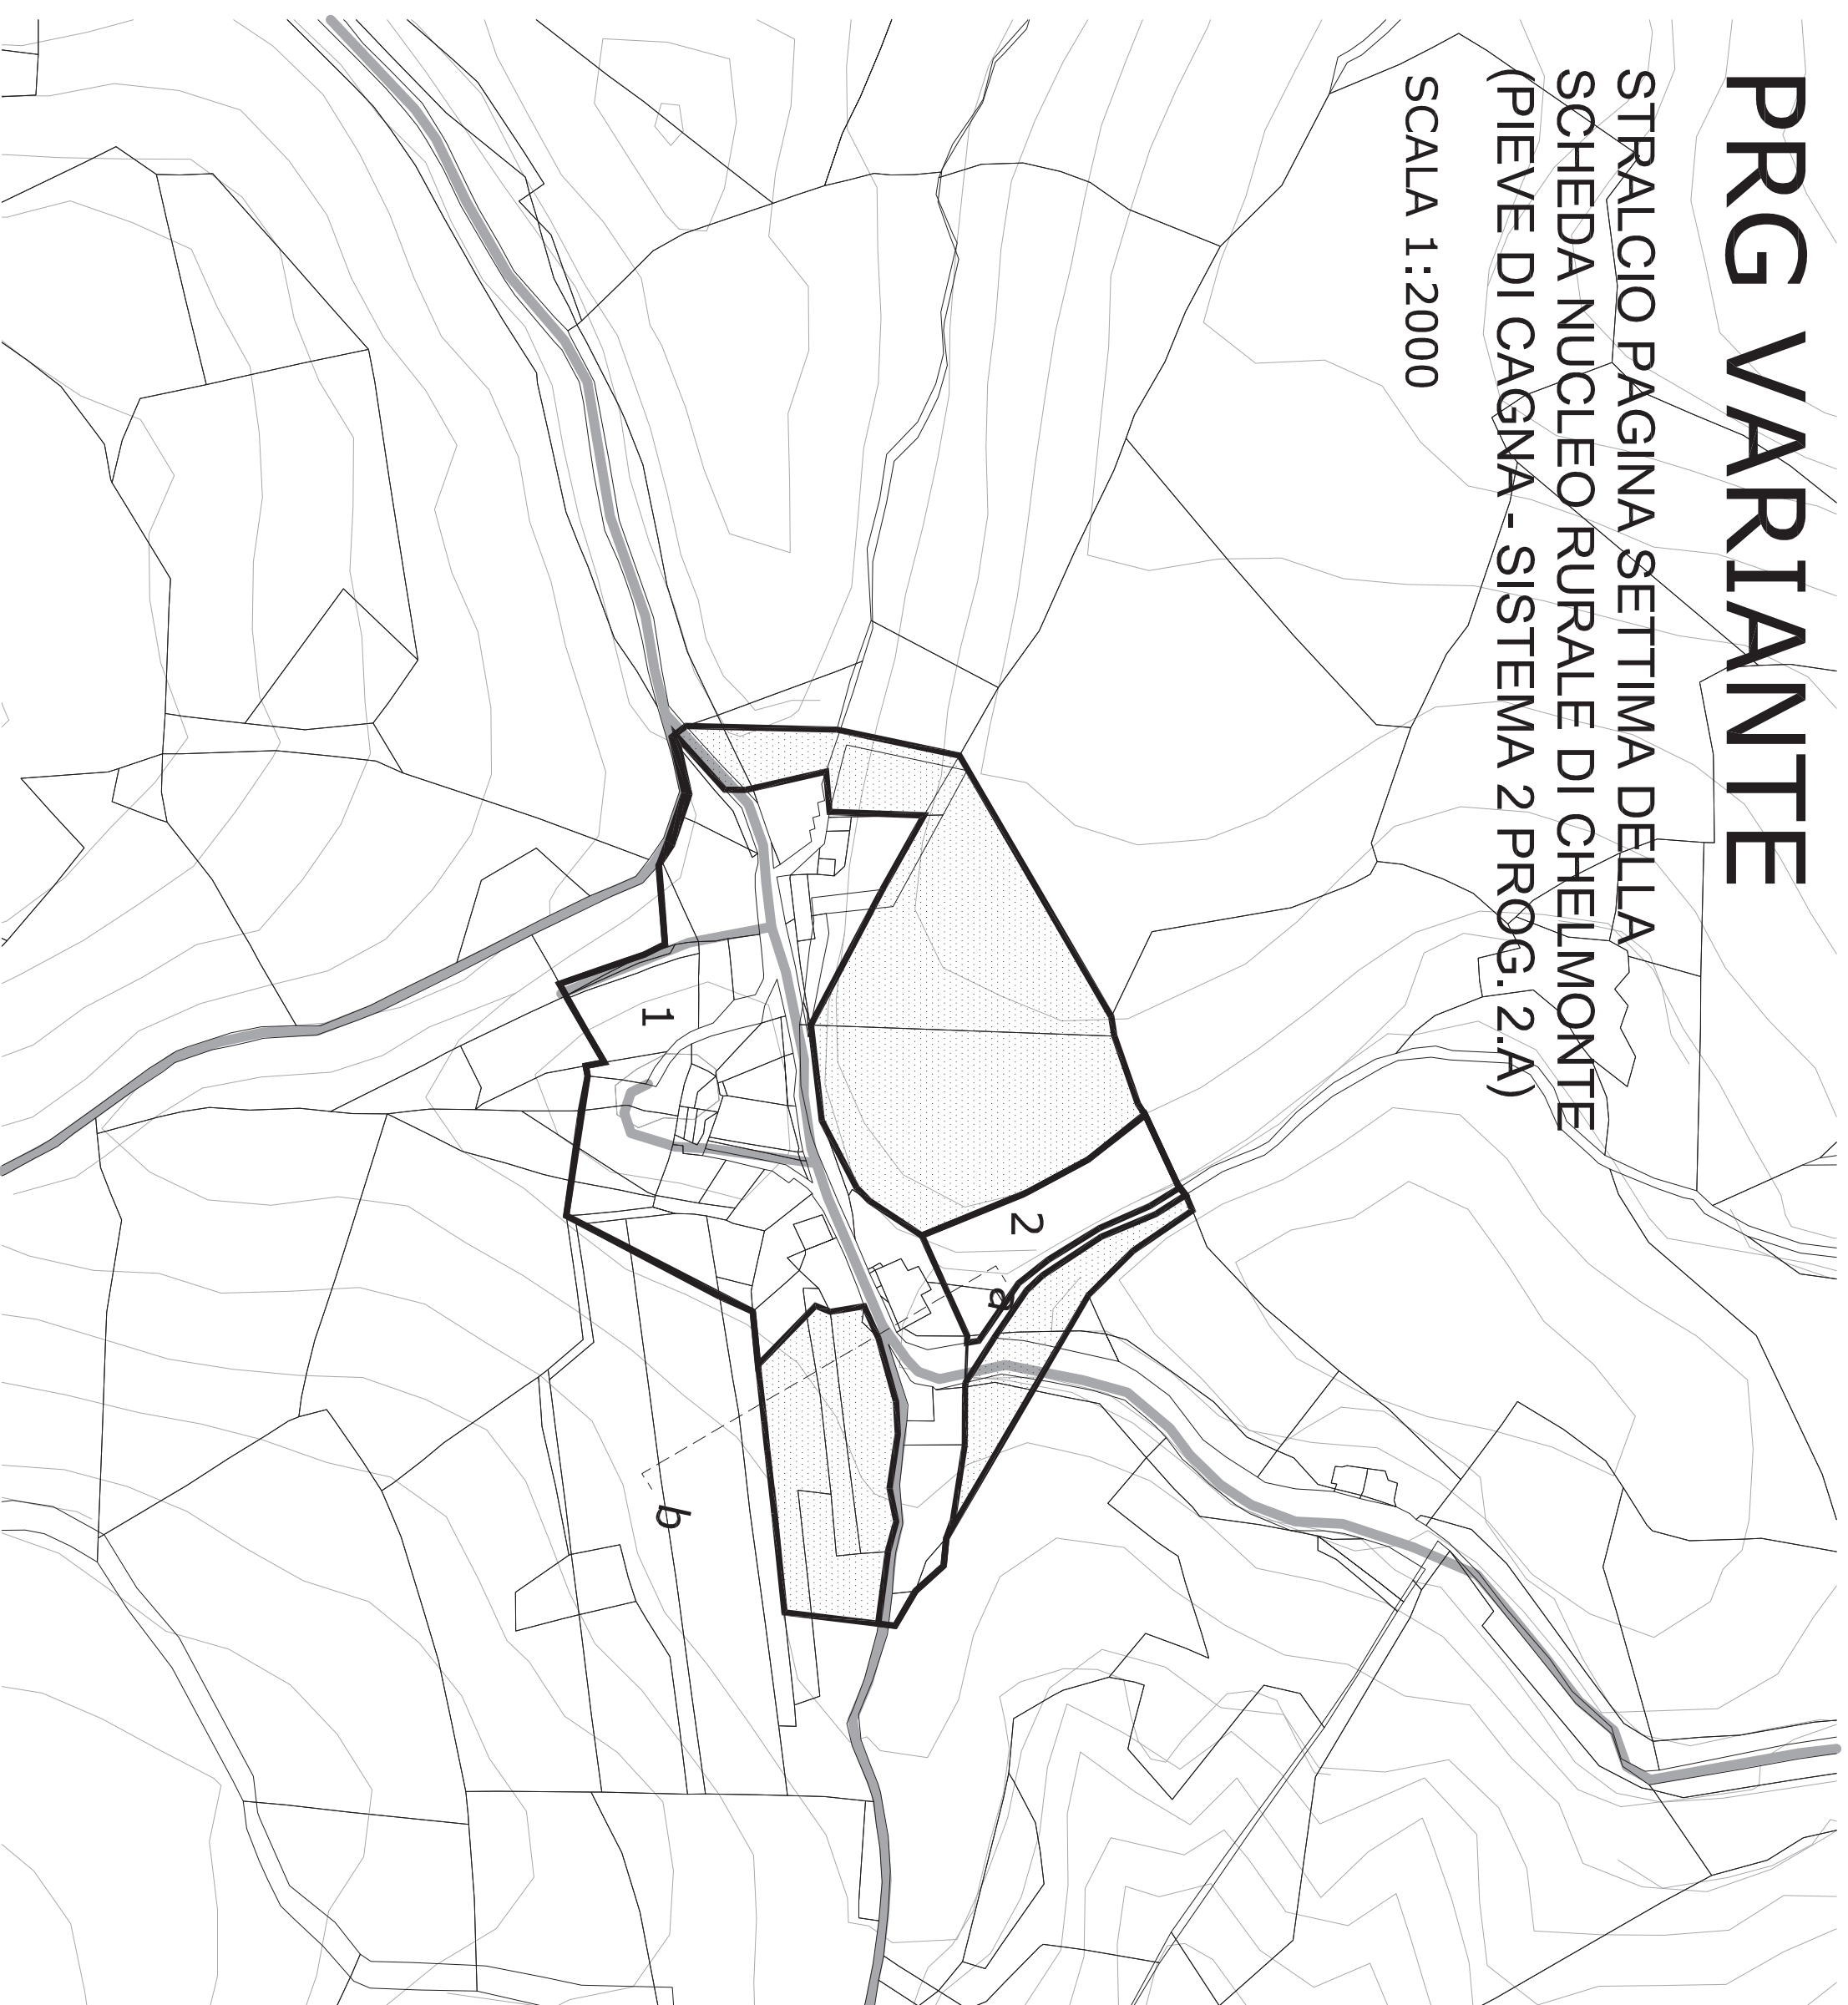 PRG VARIANTE
STRALCIO PAGINA SETTIMA DELLA
SCHEDA NUCLEO RURALE DI CHELMONTE
(PIEVE DI CAGNA - SISTEMA 2 PROG. 2.A)
SCALA 1:2000
1
2
a
b